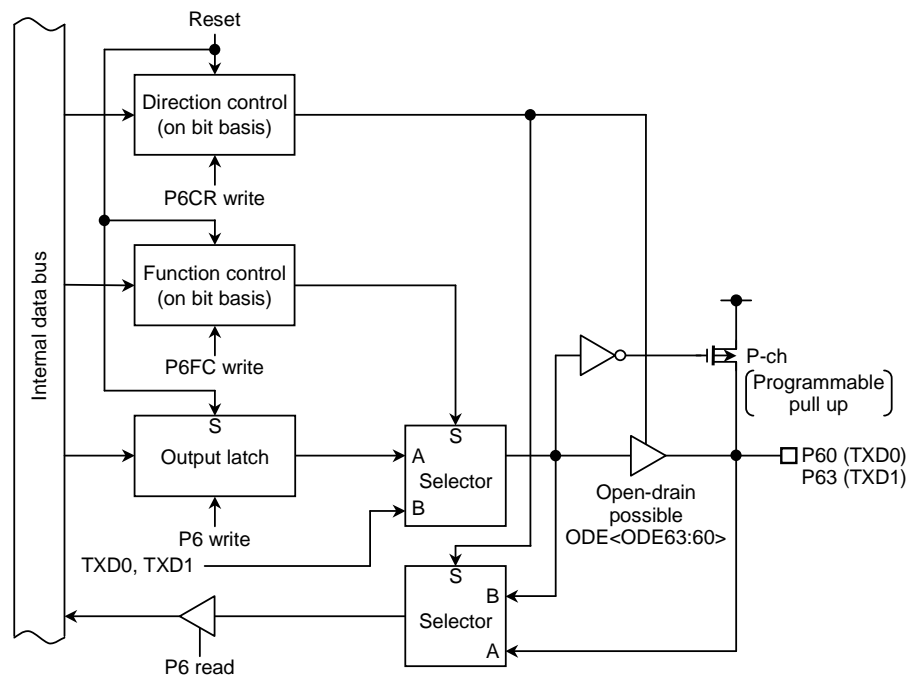 Reset
Internal data bus
Direction control
(on bit basis)
P6CR write
Function control
(on bit basis)
P6FC write
S
Output latch
P6 write
TXD0, TXD1
S
A
Selector
B
P-ch
Programmable
pull up
P60 (TXD0)
P63 (TXD1)
Open-drain
possible
ODE<ODE63:60>
S
B
Selector
A
P6 read